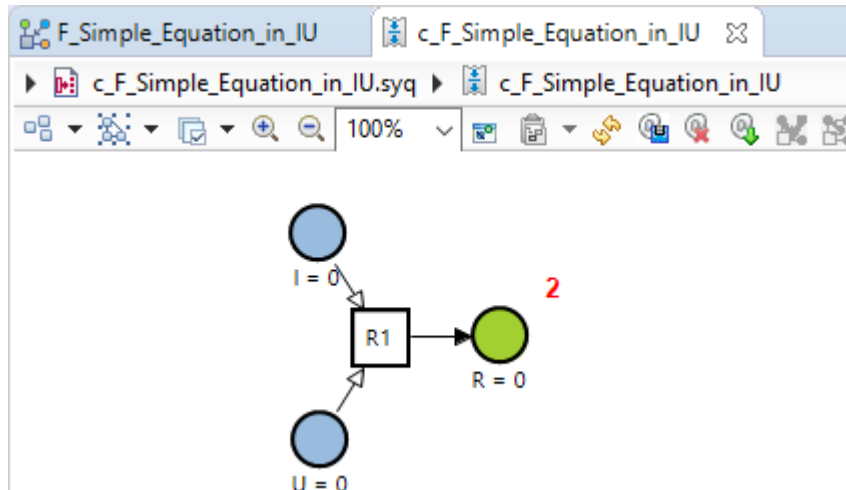 F_Simple_Equation_in_IU
c_F_Simple_Equation_in_IU
c_F_Simple_Equation_in_IU.syq
c_F_Simple_Equation_in_IU
100%
I = 0
2
R1
R = 0
U = 0